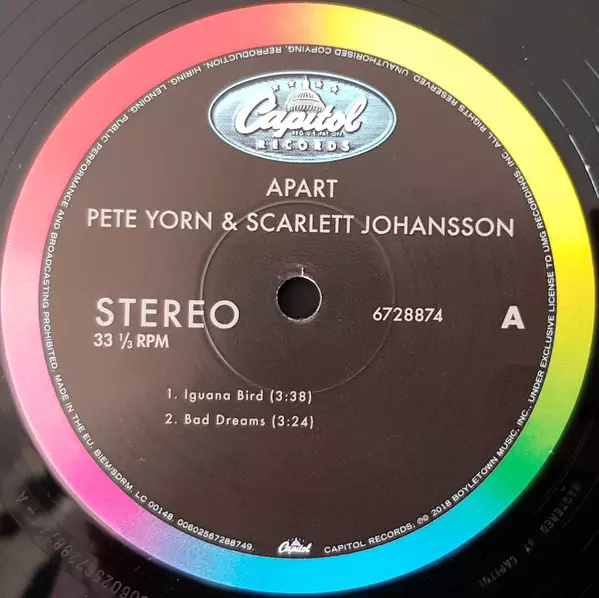 Capitol
REG. U.S. PAT. OFF.
RECORDS
APART
PETE YORN & SCARLETT JOHANSSON
STEREO
33 ⅓ RPM
6728874
A
1. Iguana Bird (3:38)
2. Bad Dreams (3:24)
Capitol
CAPITOL RECORDS; ℗© 2018 BOYLETOWN MUSIC, INC., UNDER EXCLUSIVE LICENSE TO UMG RECORDINGS, INC. ALL RIGHTS RESERVED. UNAUTHORISED COPYING, REPRODUCTION, HIRING, LENDING, PUBLIC PERFORMANCE AND BROADCASTING PROHIBITED. MADE IN THE EU. BIEM/SDRM. LC 00148. 00602567288749.
MASTERED AT CAPITOL